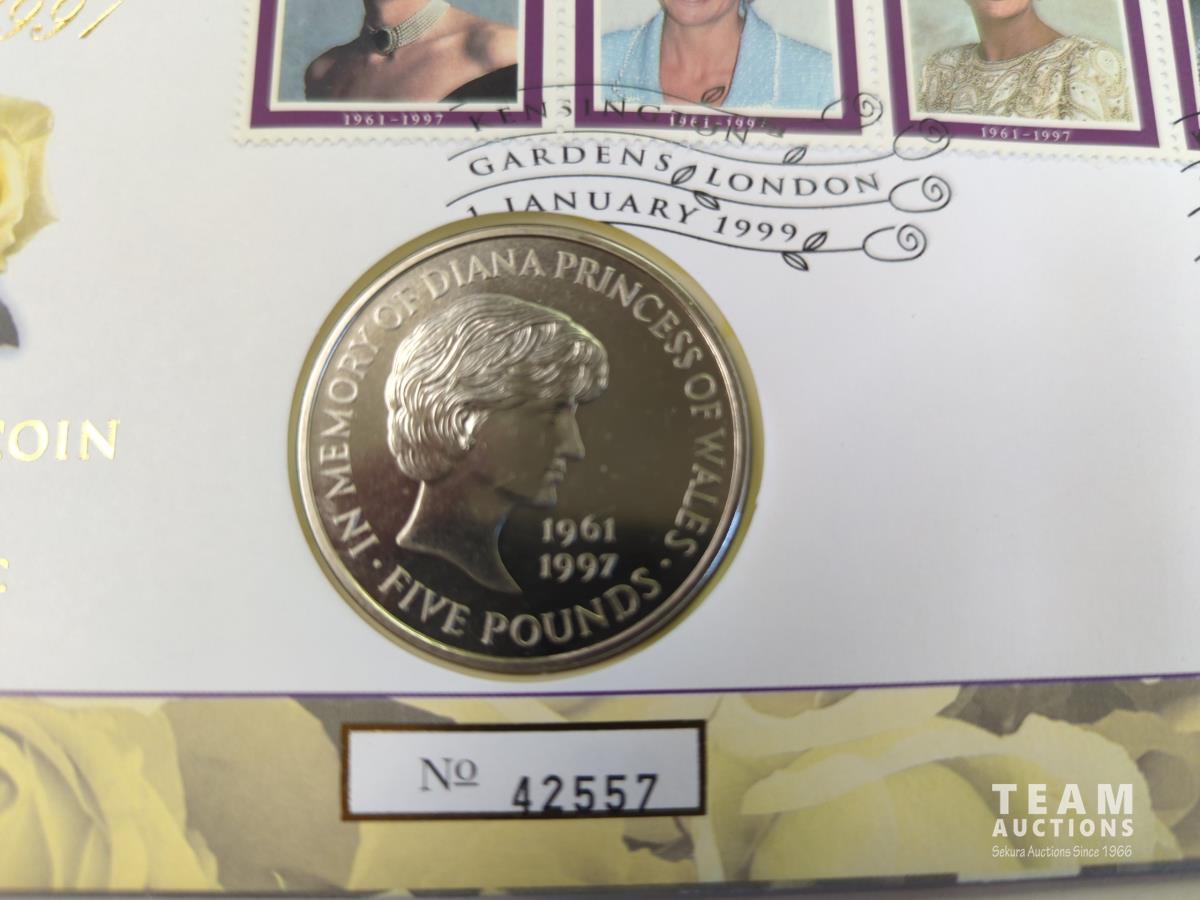 1997
1961-1997
1961-199
1961-1997
KENSINGTON
GARDENS LONDON
1 JANUARY 1999
IN MEMORY OF DIANA PRINCESS OF WALES
1961
1997
· FIVE POUNDS ·
COIN
No 42557
TEAM
AUCTIONS
Sekura Auctions Since 1966